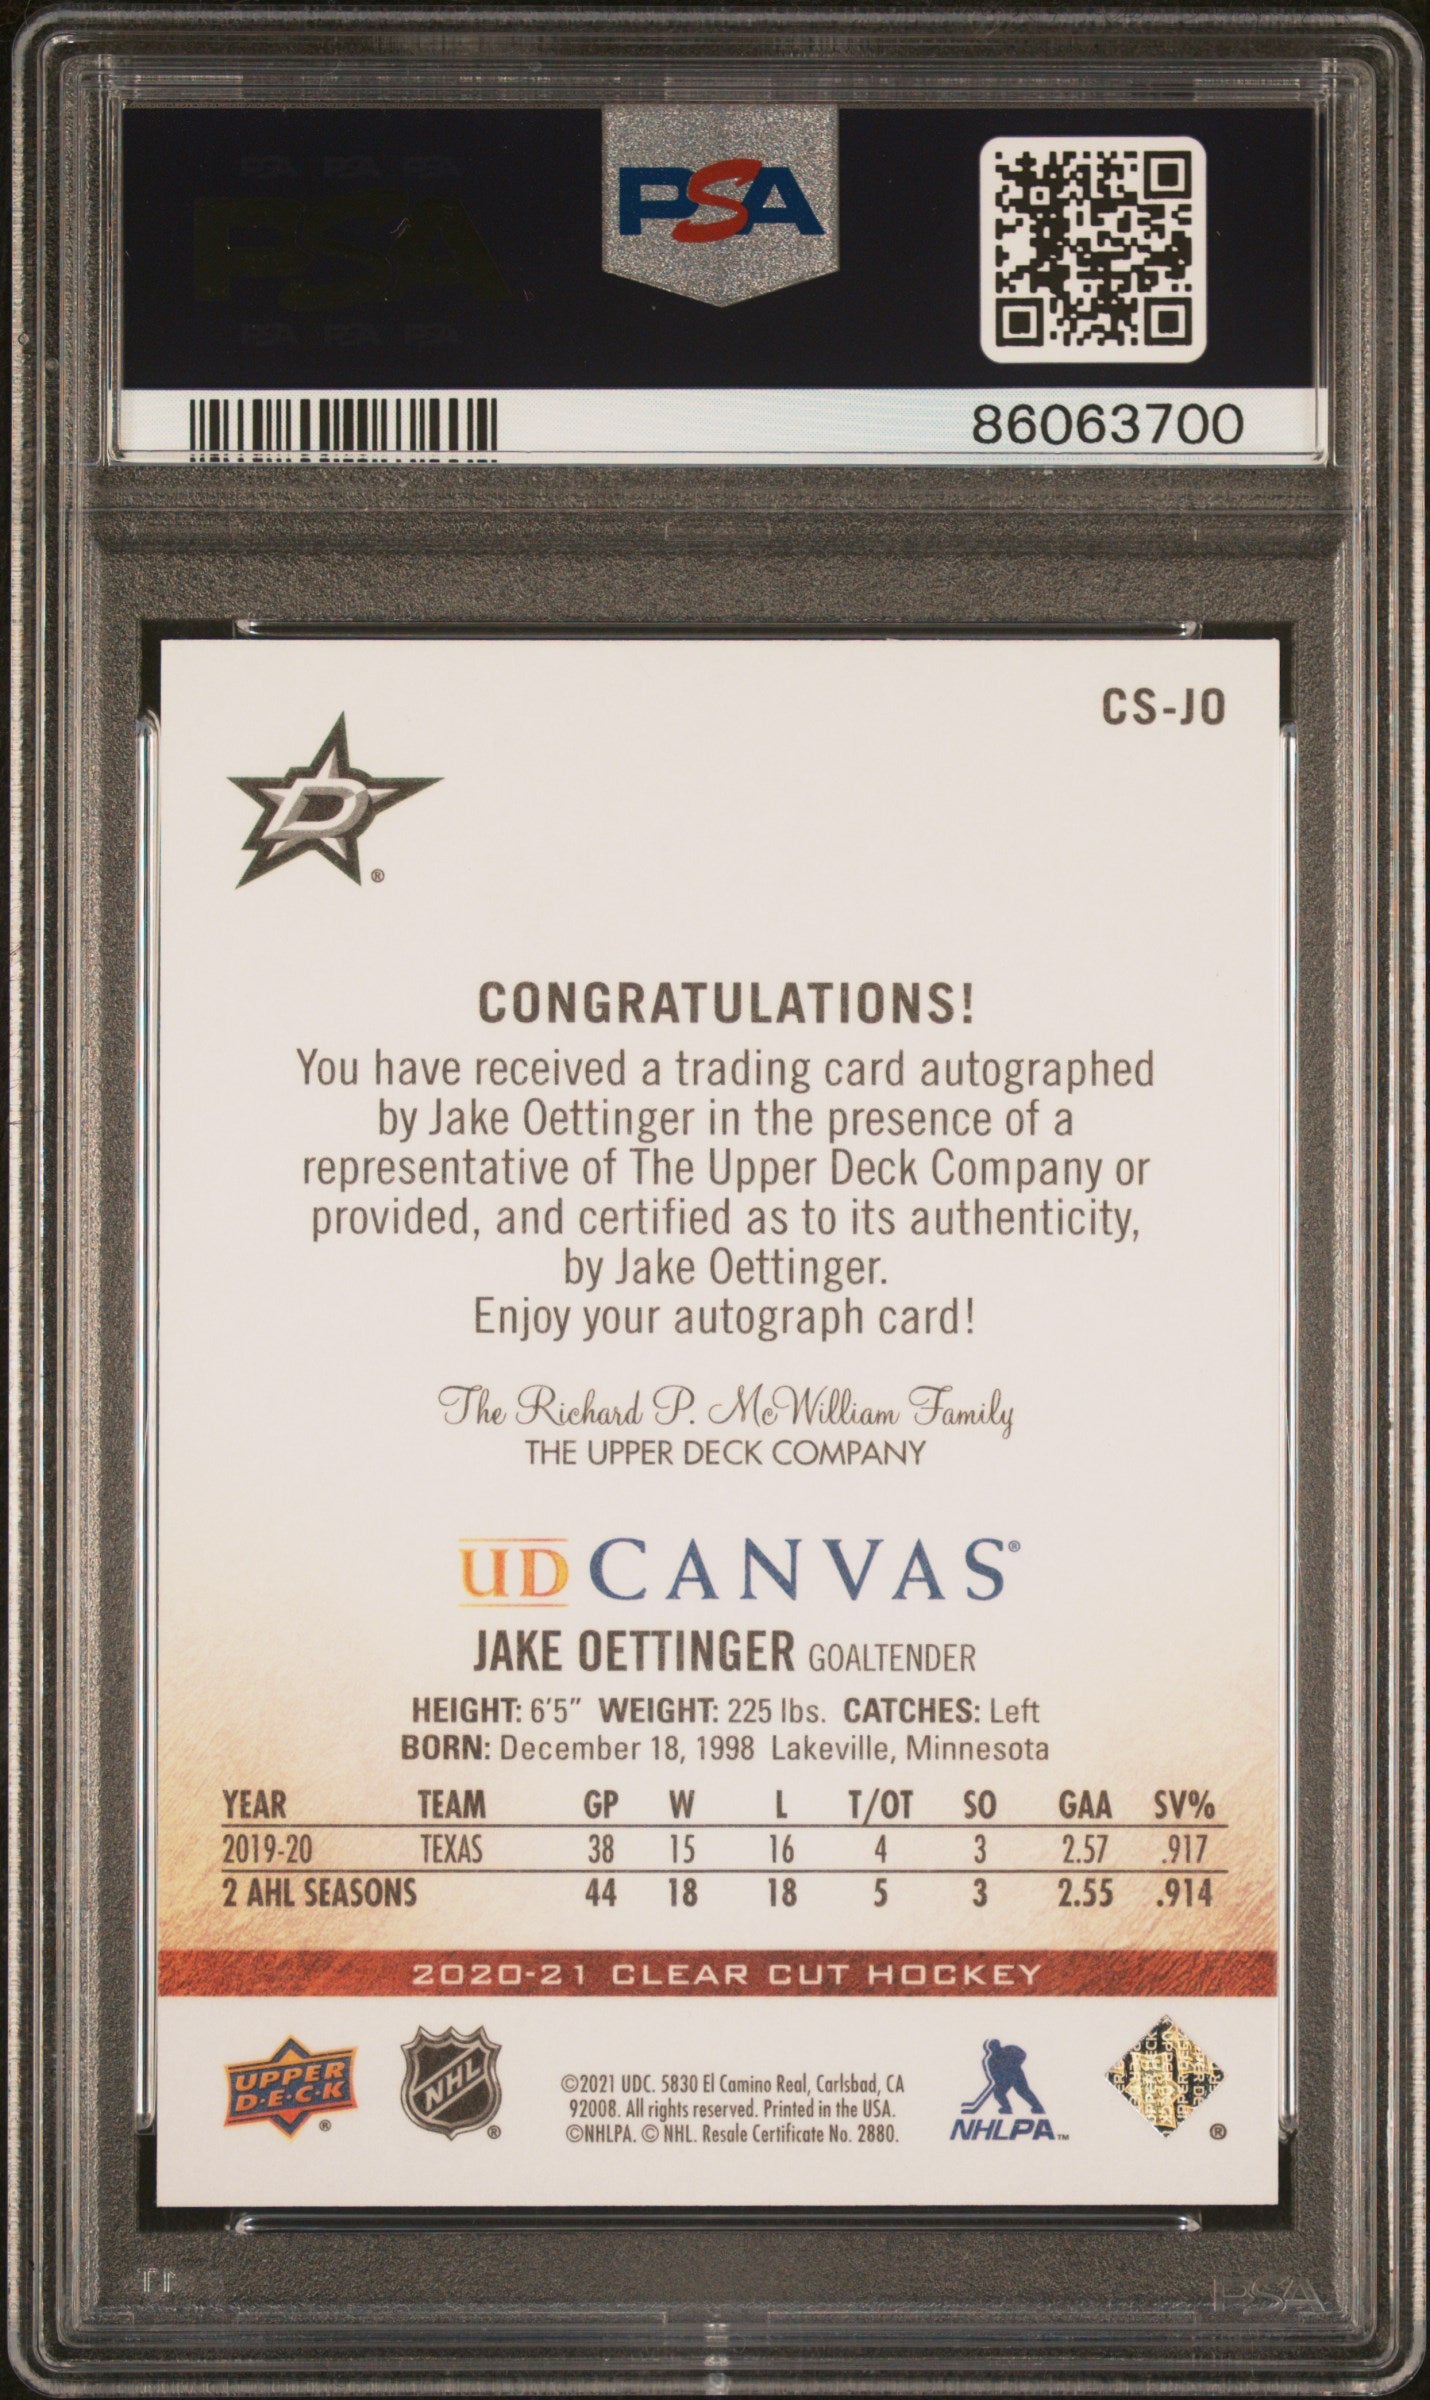 PSA
86063700
CS-JO
D ®
CONGRATULATIONS!
You have received a trading card autographed
by Jake Oettinger in the presence of a
representative of The Upper Deck Company or
provided, and certified as to its authenticity,
by Jake Oettinger.
Enjoy your autograph card!
The Richard P. McWilliam Family
THE UPPER DECK COMPANY
UD CANVAS®
JAKE OETTINGER GOALTENDER
HEIGHT: 6'5" WEIGHT: 225 lbs. CATCHES: Left
BORN: December 18, 1998 Lakeville, Minnesota
YEAR TEAM GP W L T/OT SO GAA SV%
2019-20 TEXAS 38 15 16 4 3 2.57 .917
2 AHL SEASONS 44 18 18 5 3 2.55 .914
2020-21 CLEAR CUT HOCKEY
UPPER
D·E·C·K ®
NHL ®
©2021 UDC. 5830 El Camino Real, Carlsbad, CA
92008. All rights reserved. Printed in the USA.
©NHLPA. © NHL. Resale Certificate No. 2880.
NHLPA™
®
PSA